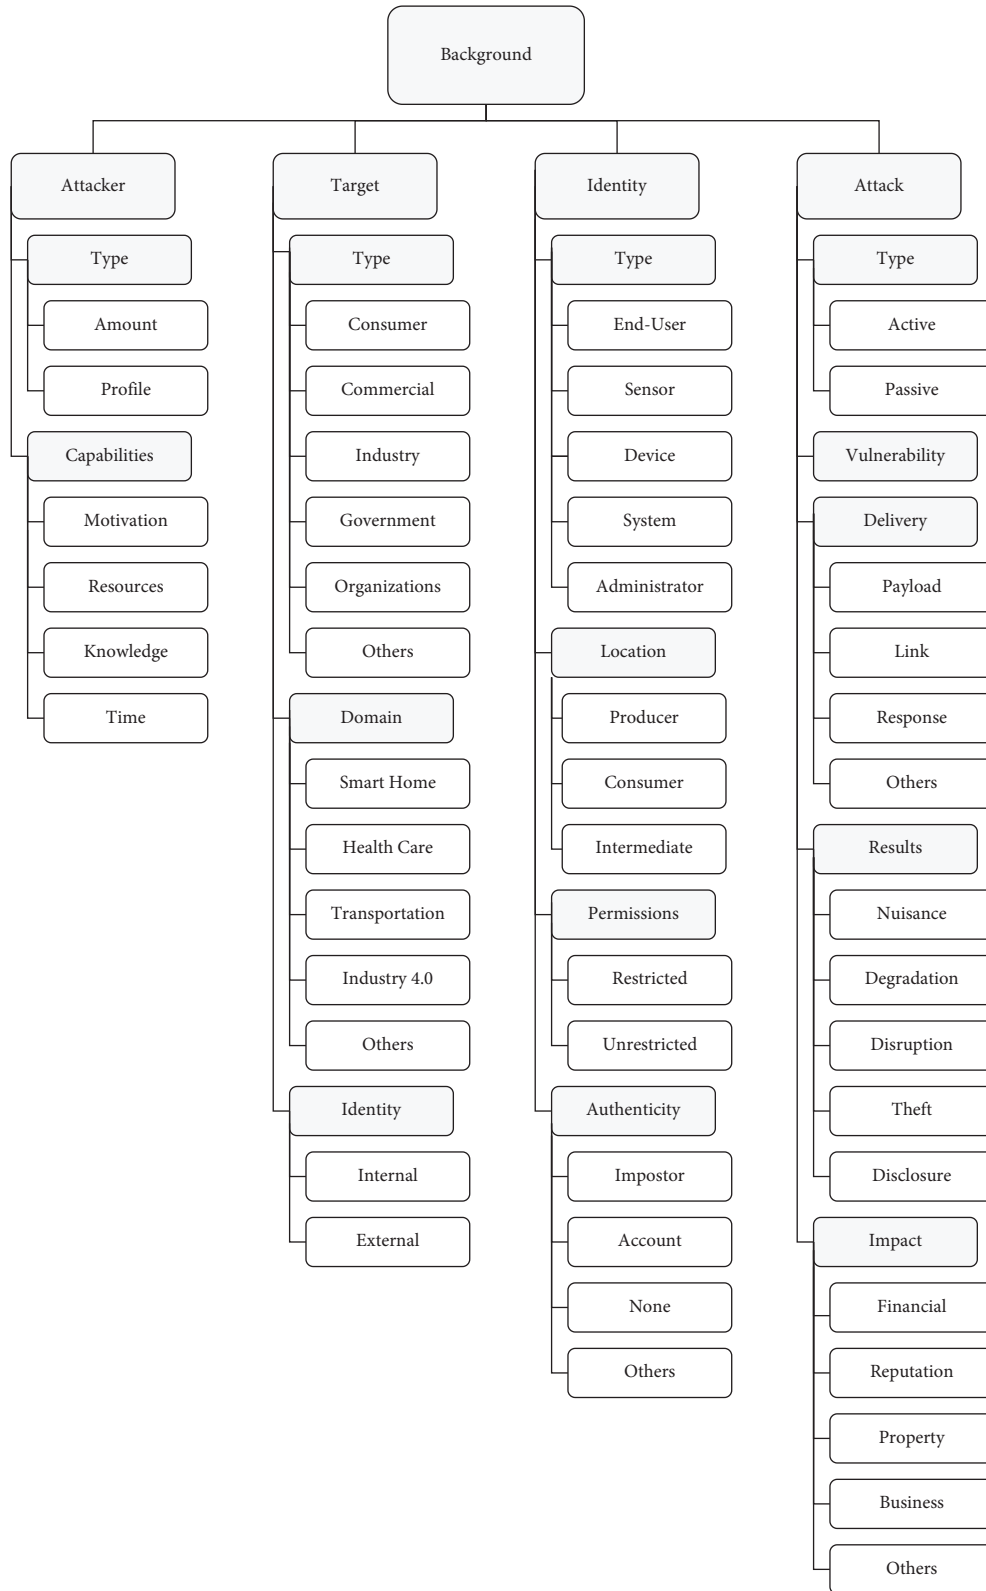 Background
Attacker
Type
Amount
Profile
Capabilities
Motivation
Resources
Knowledge
Time
Target
Type
Consumer
Commercial
Industry
Government
Organizations
Others
Domain
Smart Home
Health Care
Transportation
Industry 4.0
Others
Identity
Internal
External
Identity
Type
End-User
Sensor
Device
System
Administrator
Location
Producer
Consumer
Intermediate
Permissions
Restricted
Unrestricted
Authenticity
Impostor
Account
None
Others
Attack
Type
Active
Passive
Vulnerability
Delivery
Payload
Link
Response
Others
Results
Nuisance
Degradation
Disruption
Theft
Disclosure
Impact
Financial
Reputation
Property
Business
Others